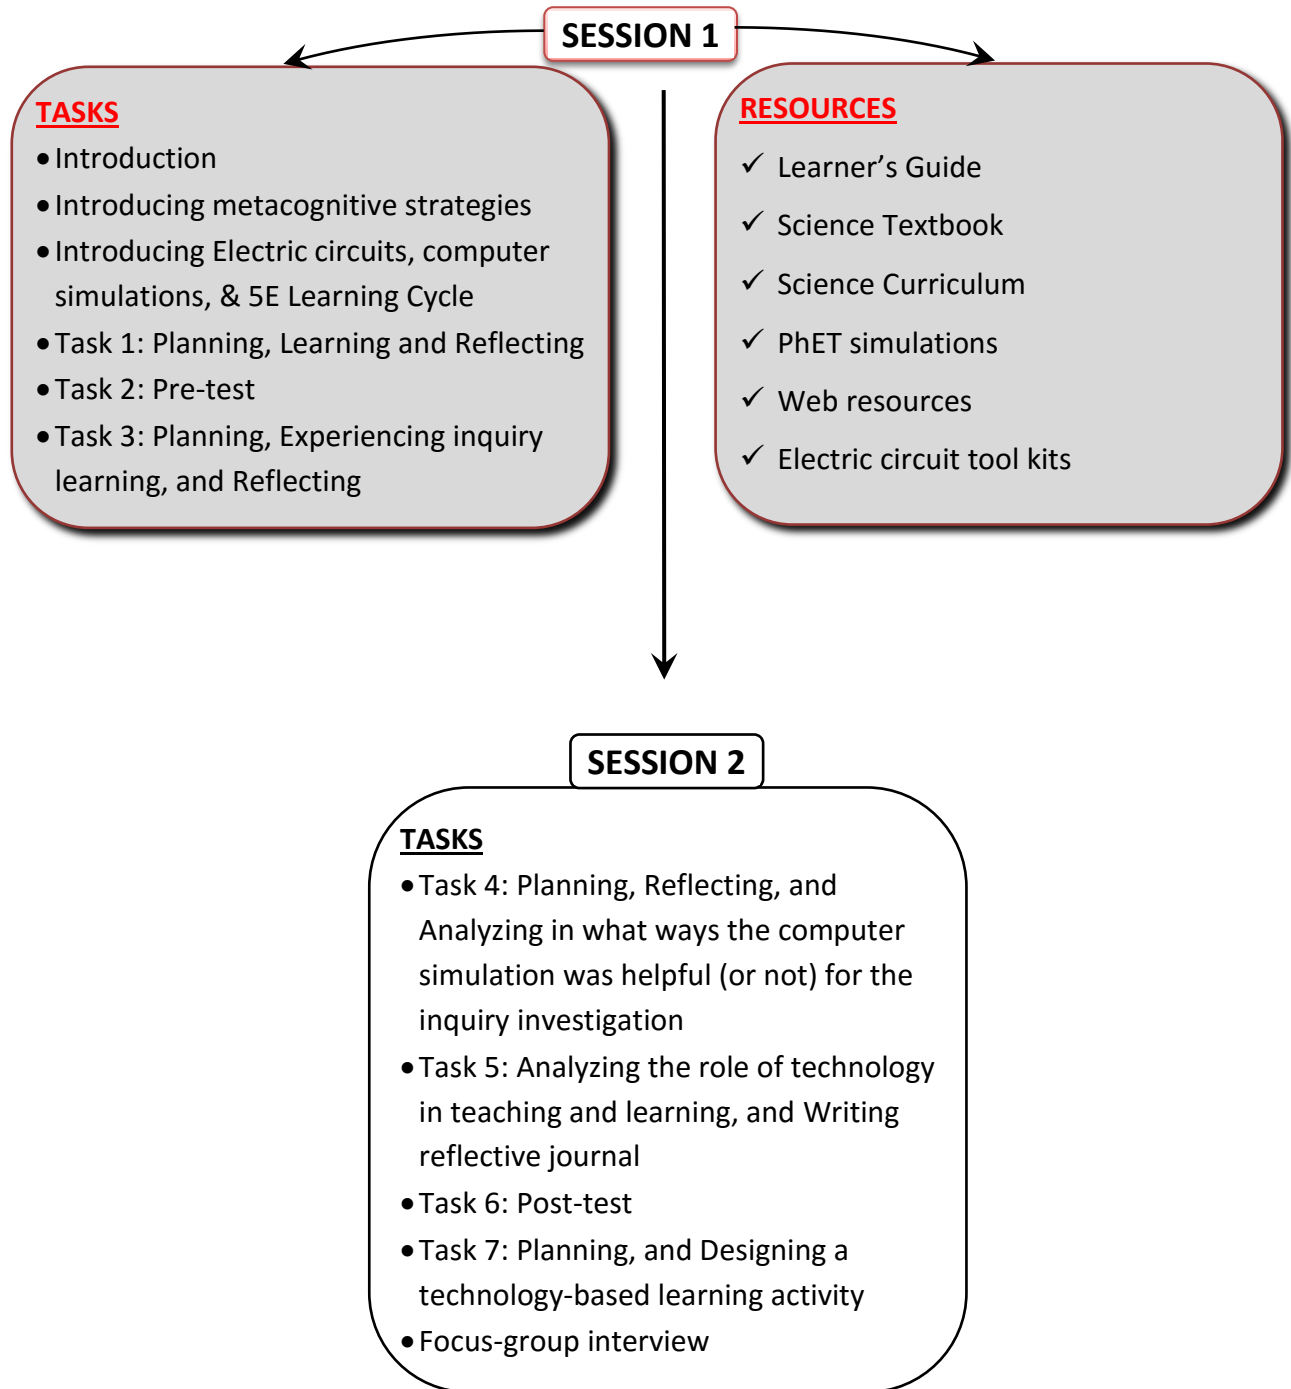 SESSION 1
TASKS
• Introduction
• Introducing metacognitive strategies
• Introducing Electric circuits, computer
simulations, & 5E Learning Cycle
• Task 1: Planning, Learning and Reflecting
• Task 2: Pre-test
• Task 3: Planning, Experiencing inquiry
learning, and Reflecting
RESOURCES
✓ Learner’s Guide
✓ Science Textbook
✓ Science Curriculum
✓ PhET simulations
✓ Web resources
✓ Electric circuit tool kits
SESSION 2
TASKS
• Task 4: Planning, Reflecting, and
Analyzing in what ways the computer
simulation was helpful (or not) for the
inquiry investigation
• Task 5: Analyzing the role of technology
in teaching and learning, and Writing
reflective journal
• Task 6: Post-test
• Task 7: Planning, and Designing a
technology-based learning activity
• Focus-group interview